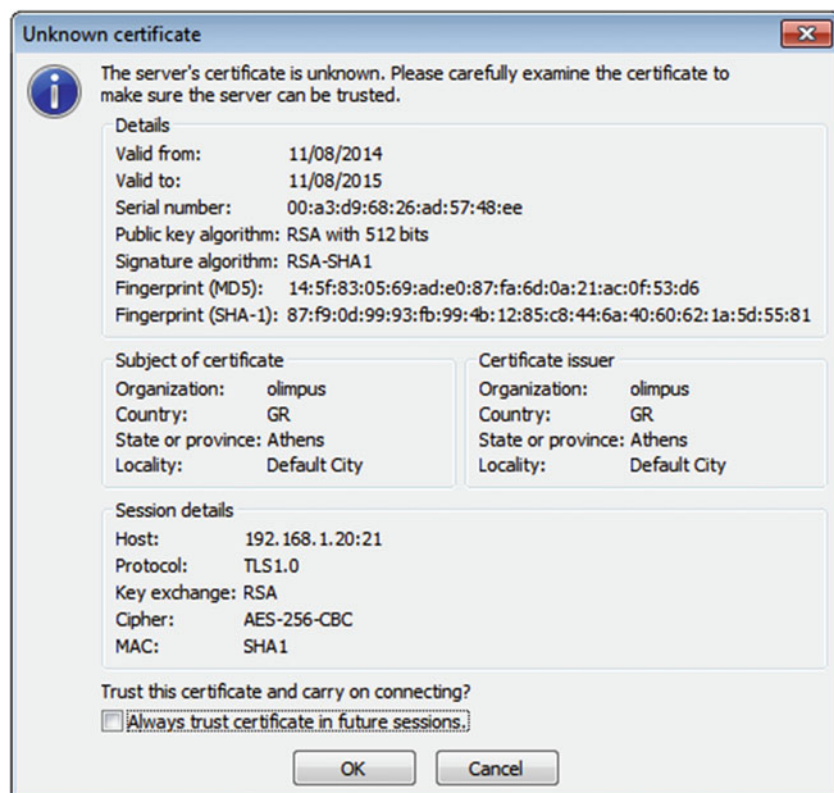 Unknown certificate
The server's certificate is unknown. Please carefully examine the certificate to
make sure the server can be trusted.
Details
Valid from: 11/08/2014
Valid to: 11/08/2015
Serial number: 00:a3:d9:68:26:ad:57:48:ee
Public key algorithm: RSA with 512 bits
Signature algorithm: RSA-SHA1
Fingerprint (MD5): 14:5f:83:05:69:ad:e0:87:fa:6d:0a:21:ac:0f:53:d6
Fingerprint (SHA-1): 87:f9:0d:99:93:fb:99:4b:12:85:c8:44:6a:40:60:62:1a:5d:55:81
Subject of certificate
Organization: olimpus
Country: GR
State or province: Athens
Locality: Default City
Certificate issuer
Organization: olimpus
Country: GR
State or province: Athens
Locality: Default City
Session details
Host: 192.168.1.20:21
Protocol: TLS1.0
Key exchange: RSA
Cipher: AES-256-CBC
MAC: SHA1
Trust this certificate and carry on connecting?
Always trust certificate in future sessions.
OK Cancel